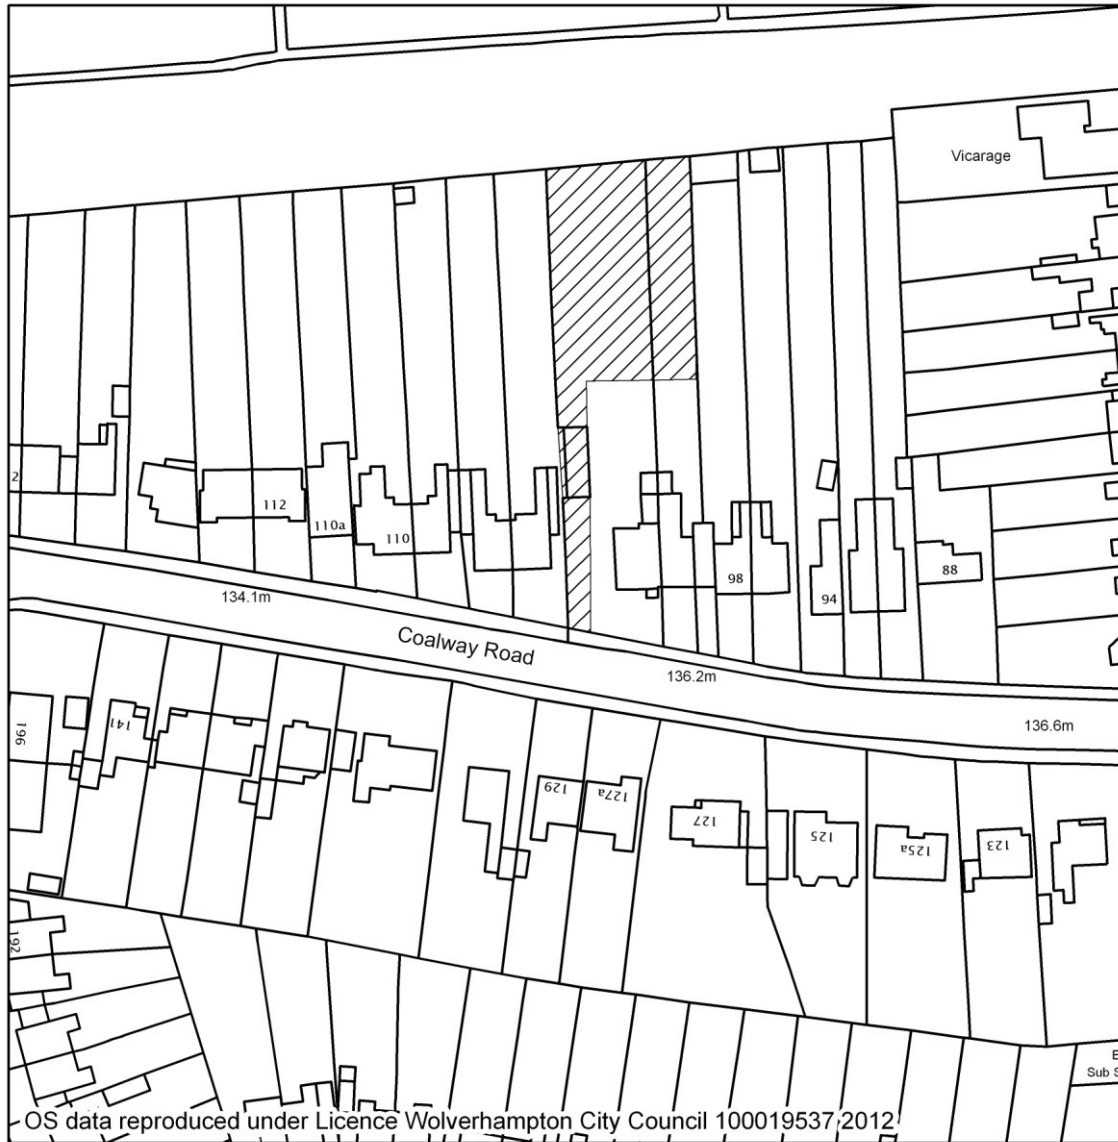 Vicarage
2
112
110a
110
98
94
88
134.1m
Coalway Road
136.2m
136.6m
196
141
129
127a
127
125
125a
123
192
E
Sub S
OS data reproduced under Licence Wolverhampton City Council 100019537 2012